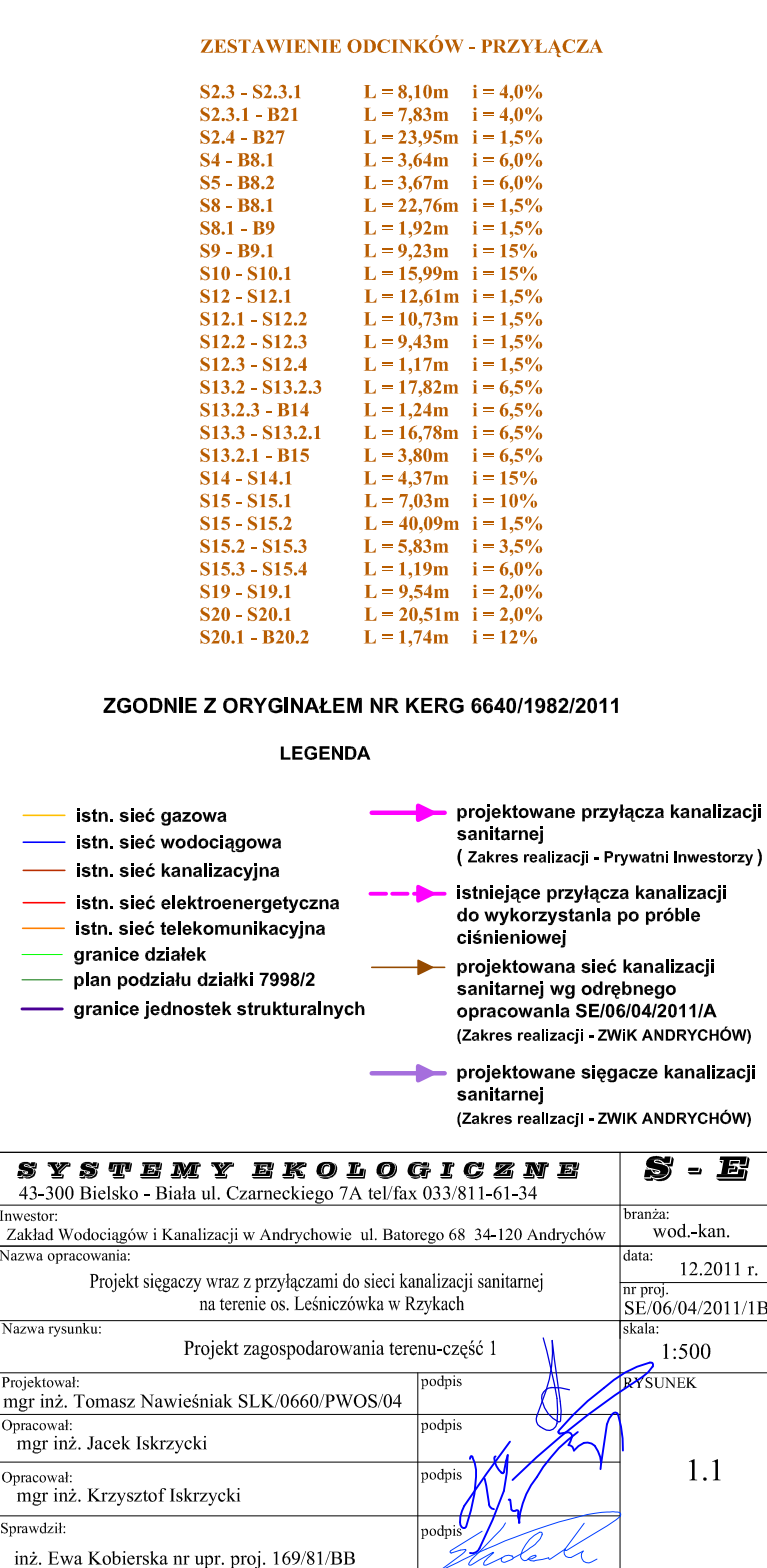 ZESTAWIENIE ODCINKÓW - PRZYŁĄCZA
S2.3 - S2.3.1 L = 8,10m i = 4,0%
S2.3.1 - B21 L = 7,83m i = 4,0%
S2.4 - B27 L = 23,95m i = 1,5%
S4 - B8.1 L = 3,64m i = 6,0%
S5 - B8.2 L = 3,67m i = 6,0%
S8 - B8.1 L = 22,76m i = 1,5%
S8.1 - B9 L = 1,92m i = 1,5%
S9 - B9.1 L = 9,23m i = 15%
S10 - S10.1 L = 15,99m i = 15%
S12 - S12.1 L = 12,61m i = 1,5%
S12.1 - S12.2 L = 10,73m i = 1,5%
S12.2 - S12.3 L = 9,43m i = 1,5%
S12.3 - S12.4 L = 1,17m i = 1,5%
S13.2 - S13.2.3 L = 17,82m i = 6,5%
S13.2.3 - B14 L = 1,24m i = 6,5%
S13.3 - S13.2.1 L = 16,78m i = 6,5%
S13.2.1 - B15 L = 3,80m i = 6,5%
S14 - S14.1 L = 4,37m i = 15%
S15 - S15.1 L = 7,03m i = 10%
S15 - S15.2 L = 40,09m i = 1,5%
S15.2 - S15.3 L = 5,83m i = 3,5%
S15.3 - S15.4 L = 1,19m i = 6,0%
S19 - S19.1 L = 9,54m i = 2,0%
S20 - S20.1 L = 20,51m i = 2,0%
S20.1 - B20.2 L = 1,74m i = 12%
ZGODNIE Z ORYGINAŁEM NR KERG 6640/1982/2011
LEGENDA
istn. sieć gazowa
istn. sieć wodociągowa
istn. sieć kanalizacyjna
istn. sieć elektroenergetyczna
istn. sieć telekomunikacyjna
granice działek
plan podziału działki 7998/2
granice jednostek strukturalnych
projektowane przyłącza kanalizacji
sanitarnej
( Zakres realizacji - Prywatni Inwestorzy )
istniejące przyłącza kanalizacji
do wykorzystania po próbie
ciśnieniowej
projektowana sieć kanalizacji
sanitarnej wg odrębnego
opracowania SE/06/04/2011/A
(Zakres realizacji - ZWiK ANDRYCHÓW)
projektowane sięgacze kanalizacji
sanitarnej
(Zakres realizacji - ZWiK ANDRYCHÓW)
SYSTEMY EKOLOGICZNE S - E
43-300 Bielsko - Biała ul. Czarneckiego 7A tel/fax 033/811-61-34
Inwestor:
Zakład Wodociągów i Kanalizacji w Andrychowie ul. Batorego 68 34-120 Andrychów
branża:
wod.-kan.
Nazwa opracowania:
Projekt sięgaczy wraz z przyłączami do sieci kanalizacji sanitarnej
na terenie os. Leśniczówka w Rzykach
data:
12.2011 r.
nr proj.
SE/06/04/2011/1B
Nazwa rysunku:
Projekt zagospodarowania terenu-część 1
skala:
1:500
Projektował:
mgr inż. Tomasz Nawieśniak SLK/0660/PWOS/04
podpis
RYSUNEK
1.1
Opracował:
mgr inż. Jacek Iskrzycki
podpis
Opracował:
mgr inż. Krzysztof Iskrzycki
podpis
Sprawdził:
inż. Ewa Kobierska nr upr. proj. 169/81/BB
podpis